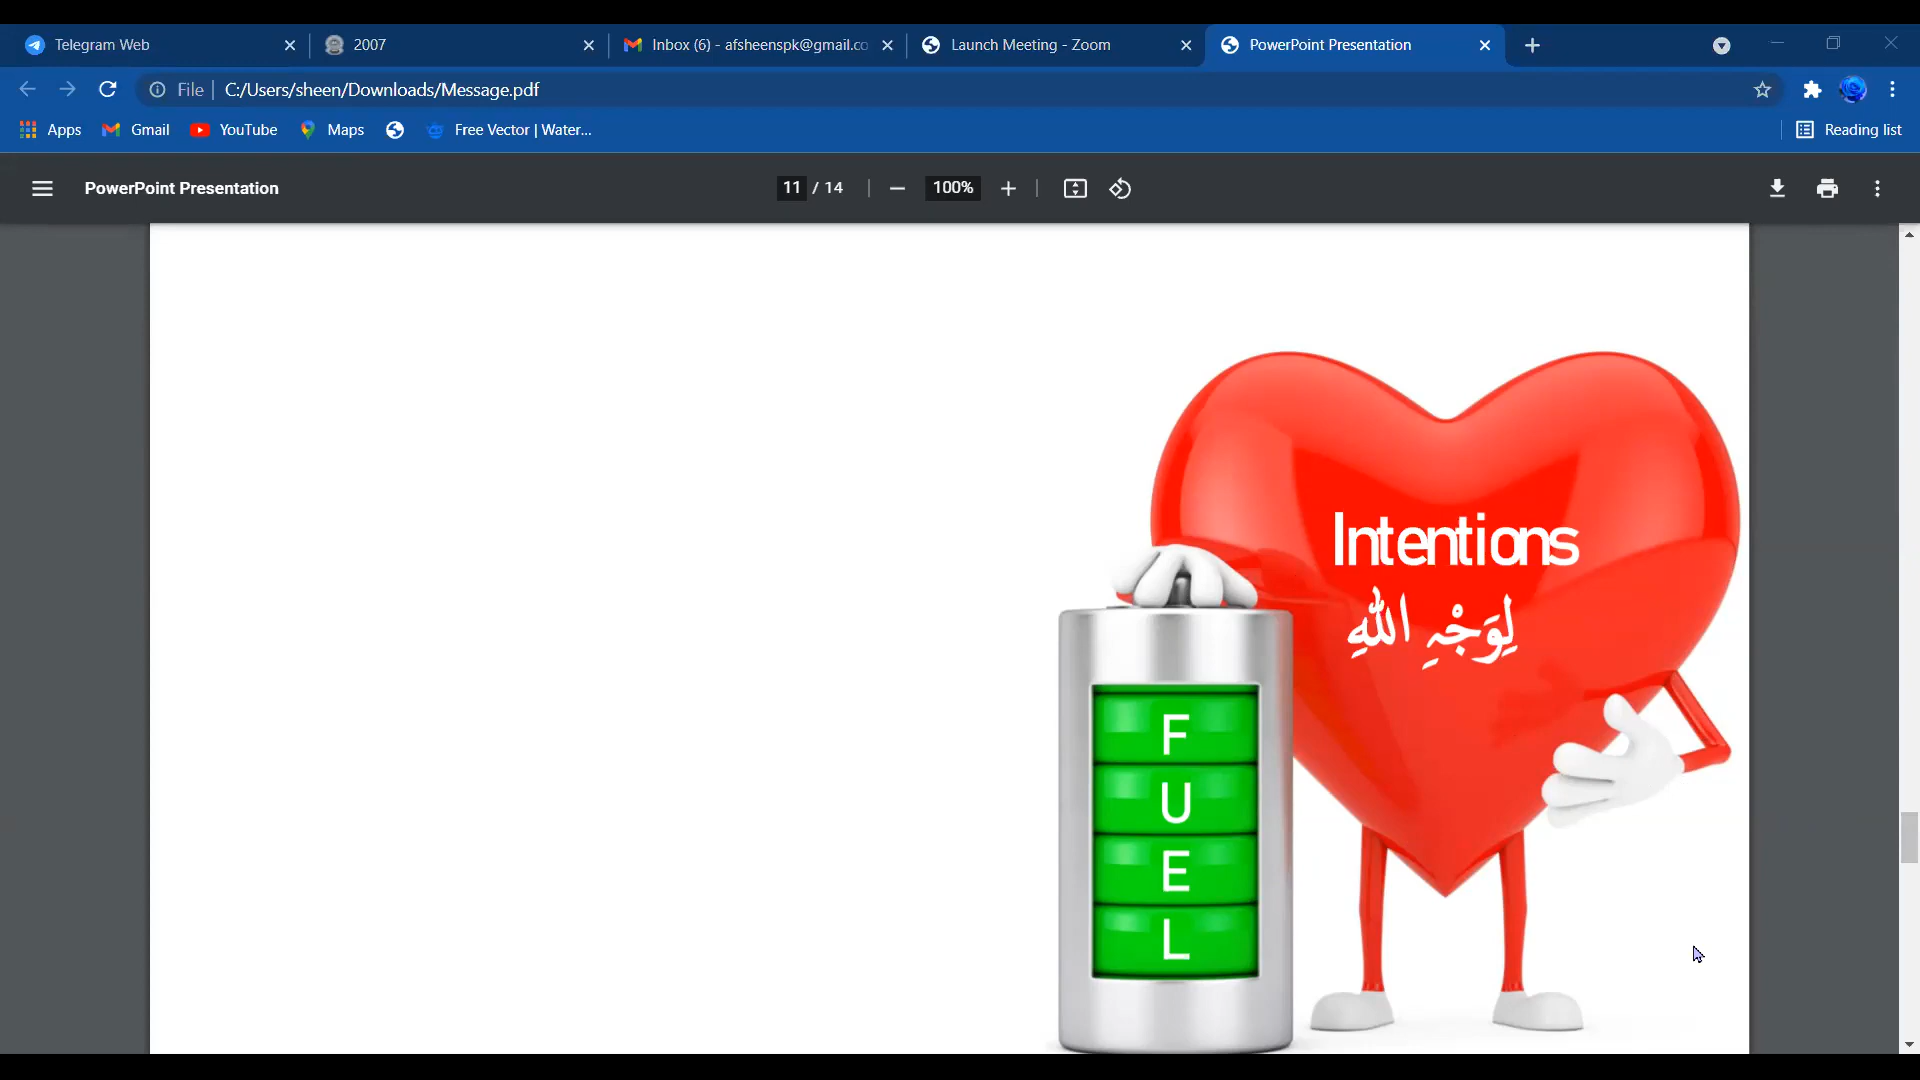 Telegram Web
2007
Inbox (6) - afsheenspk@gmail.co
Launch Meeting - Zoom
PowerPoint Presentation
File
C:/Users/sheen/Downloads/Message.pdf
Apps
Gmail
YouTube
Maps
Free Vector | Water...
Reading list
PowerPoint Presentation
11 / 14
100%
Intentions
لِوَجْہِ اللّٰهِ
F
U
E
L